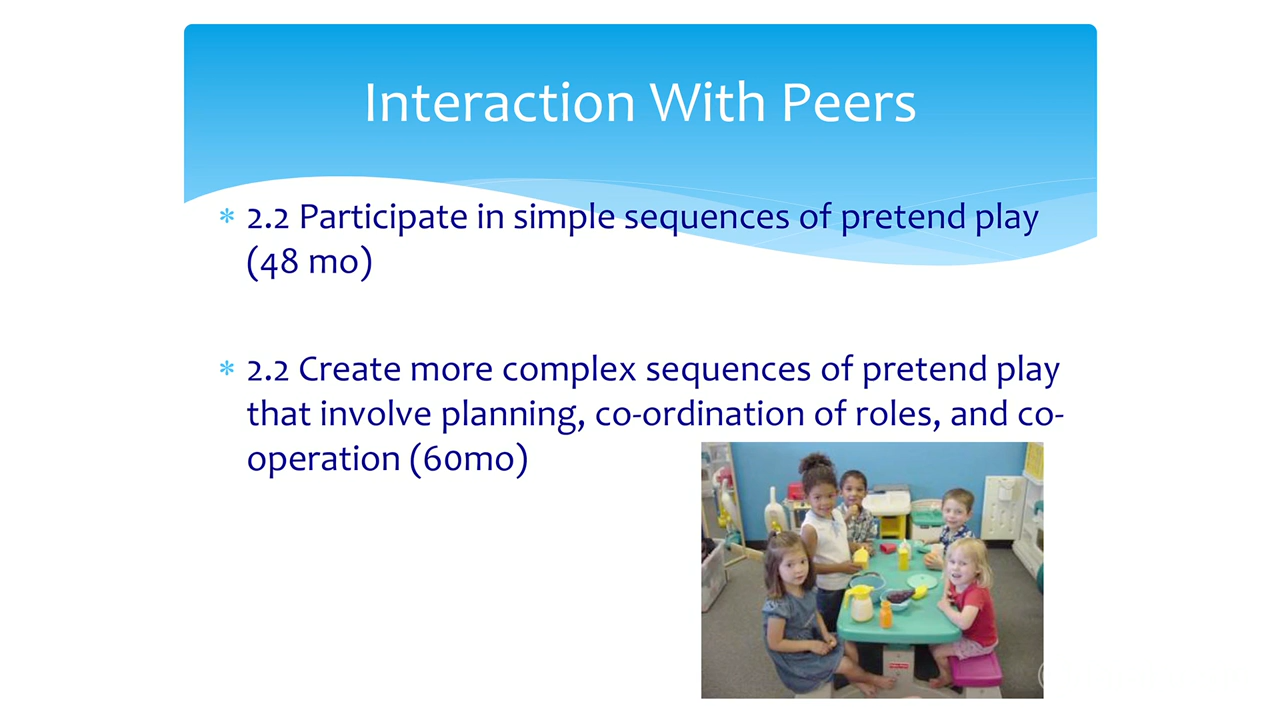 Interaction With Peers
* 2.2 Participate in simple sequences of pretend play
(48 mo)
* 2.2 Create more complex sequences of pretend play
that involve planning, co-ordination of roles, and co-
operation (60mo)